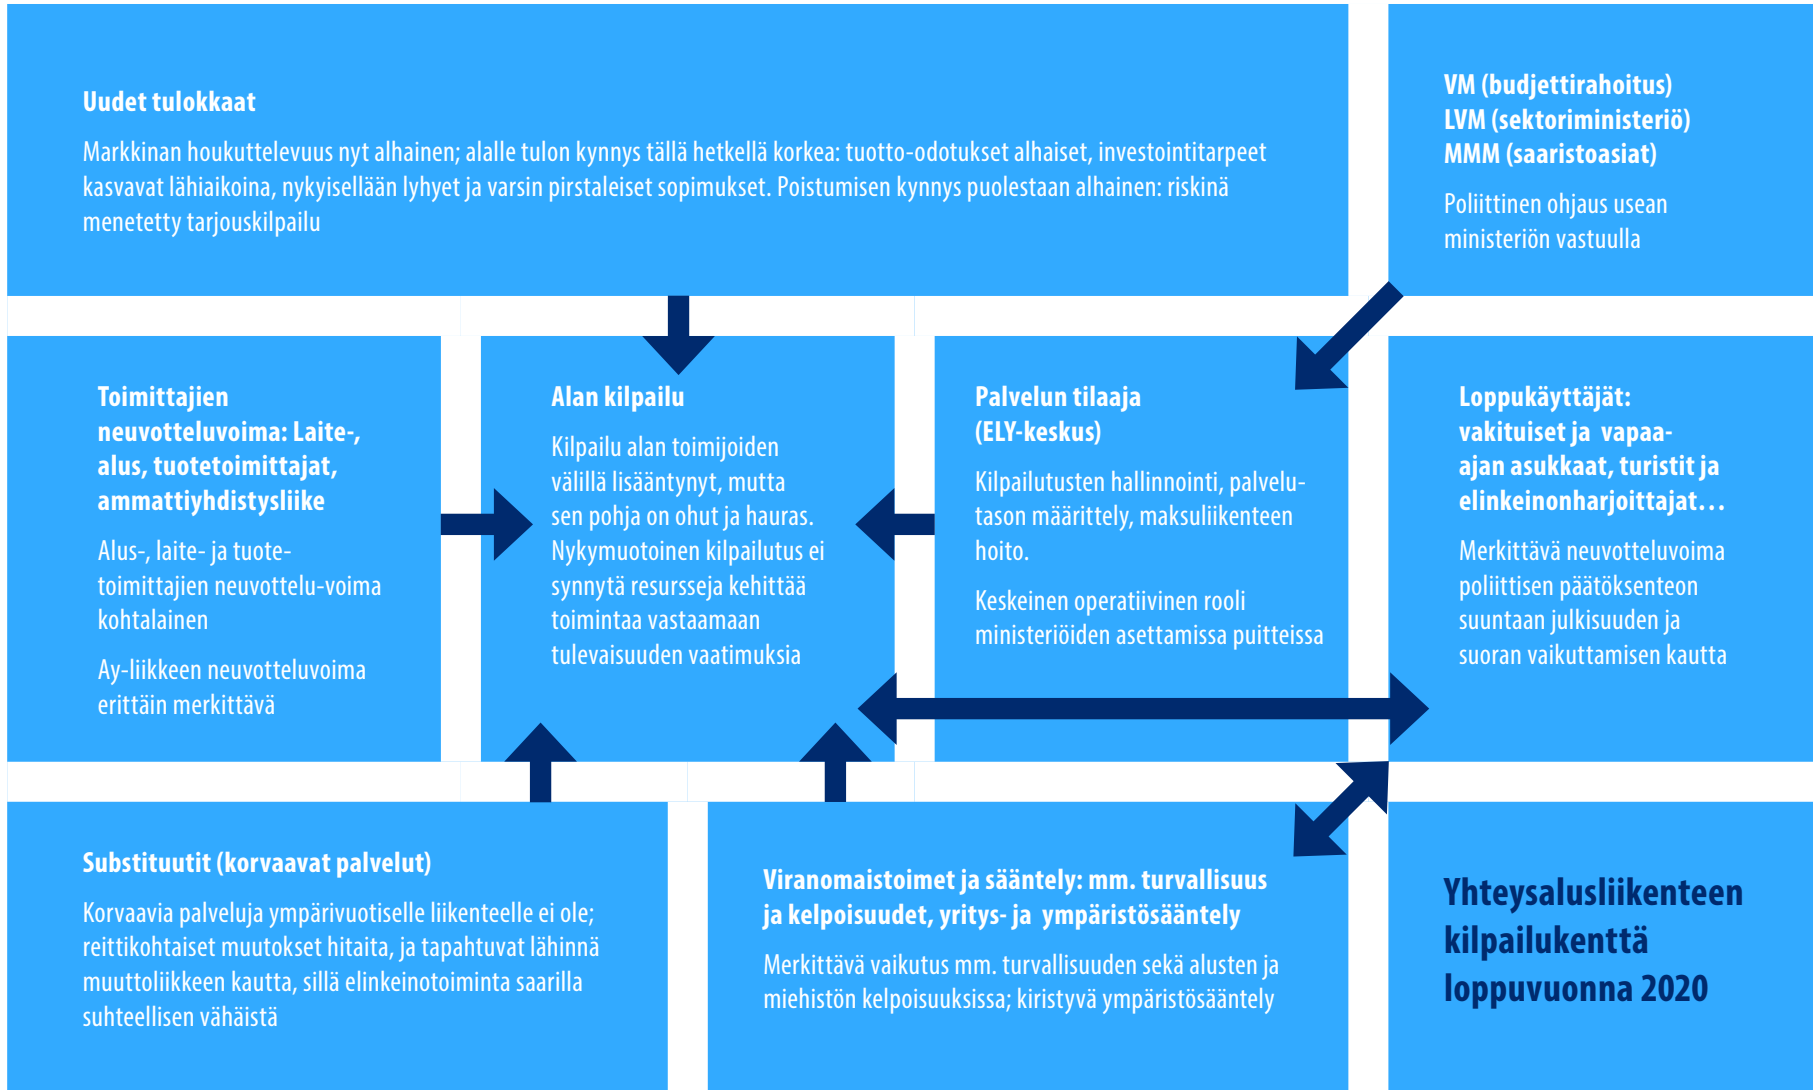 Uudet tulokkaat
Markkinan houkuttelevuus nyt alhainen; alalle tulon kynnys tällä hetkellä korkea: tuotto-odotukset alhaiset, investointitarpeet
kasvavat lähiaikoina, nykyisellään lyhyet ja varsin pirstaleiset sopimukset. Poistumisen kynnys puolestaan alhainen: riskinä
menetetty tarjouskilpailu
VM (budjettirahoitus)
LVM (sektoriministeriö)
MMM (saaristoasiat)
Poliittinen ohjaus usean
ministeriön vastuulla
Toimittajien
neuvotteluvoima: Laite-,
alus, tuotetoimittajat,
ammattiyhdistysliike
Alus-, laite- ja tuote-
toimittajien neuvottelu-voima
kohtalainen
Ay-liikkeen neuvotteluvoima
erittäin merkittävä
Alan kilpailu
Kilpailu alan toimijoiden
välillä lisääntynyt, mutta
sen pohja on ohut ja hauras.
Nykymuotoinen kilpailutus ei
synnytä resursseja kehittää
toimintaa vastaamaan
tulevaisuuden vaatimuksia
Palvelun tilaaja
(ELY-keskus)
Kilpailutusten hallinnointi, palvelu-
tason määrittely, maksuliikenteen
hoito.
Keskeinen operatiivinen rooli
ministeriöiden asettamissa puitteissa
Loppukäyttäjät:
vakituiset ja vapaa-
ajan asukkaat, turistit ja
elinkeinonharjoittajat…
Merkittävä neuvotteluvoima
poliittisen päätöksenteon
suuntaan julkisuuden ja
suoran vaikuttamisen kautta
Substituutit (korvaavat palvelut)
Korvaavia palveluja ympärivuotiselle liikenteelle ei ole;
reittikohtaiset muutokset hitaita, ja tapahtuvat lähinnä
muuttoliikkeen kautta, sillä elinkeinotoiminta saarilla
suhteellisen vähäistä
Viranomaistoimet ja sääntely: mm. turvallisuus
ja kelpoisuudet, yritys- ja ympäristösääntely
Merkittävä vaikutus mm. turvallisuuden sekä alusten ja
miehistön kelpoisuuksissa; kiristyvä ympäristösääntely
Yhteysalusliikenteen
kilpailukenttä
loppuvuonna 2020